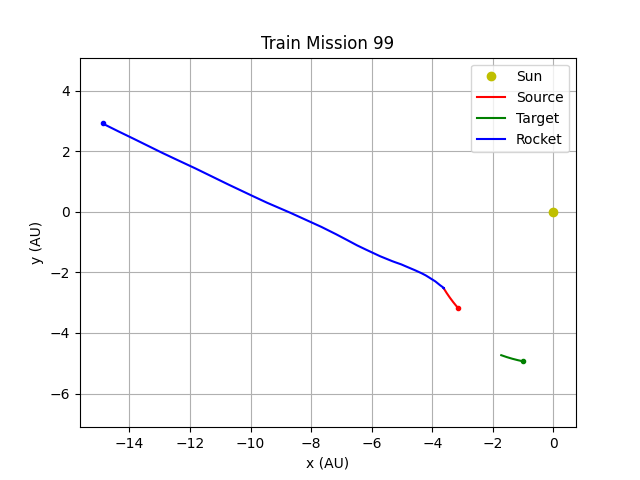 Train Mission 99
Sun
Source
Target
Rocket
4
2
0
−2
−4
−6
y (AU)
−14
−12
−10
−8
−6
−4
−2
0
x (AU)